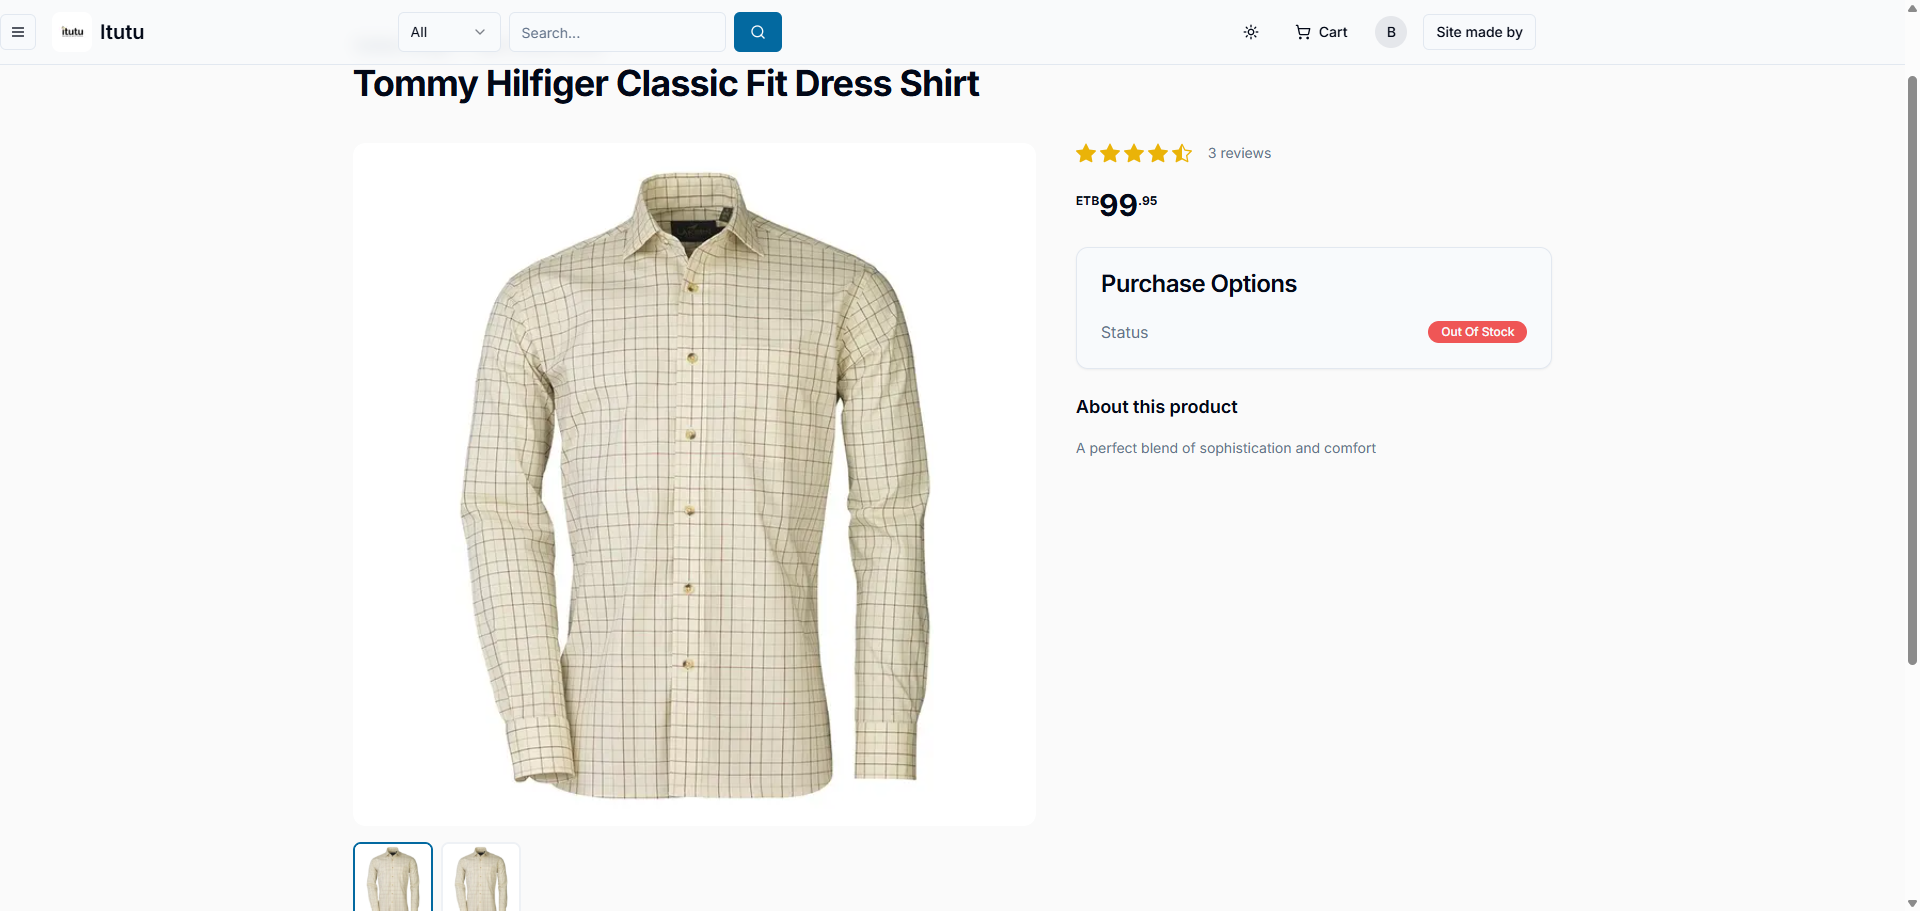 itutu
Itutu
All
Search...
Cart
B
Site made by
Tommy Hilfiger Classic Fit Dress Shirt
3 reviews
ETB99.95
Purchase Options
Status
Out Of Stock
About this product
A perfect blend of sophistication and comfort